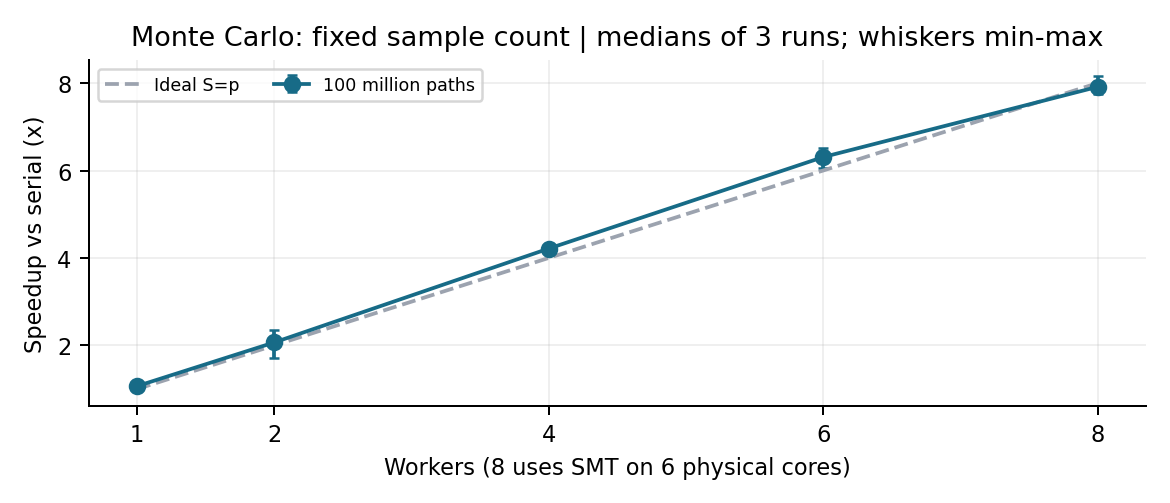 Monte Carlo: fixed sample count | medians of 3 runs; whiskers min-max
Ideal S=p
100 million paths
Speedup vs serial (x)
8
6
4
2
1
2
4
6
8
Workers (8 uses SMT on 6 physical cores)